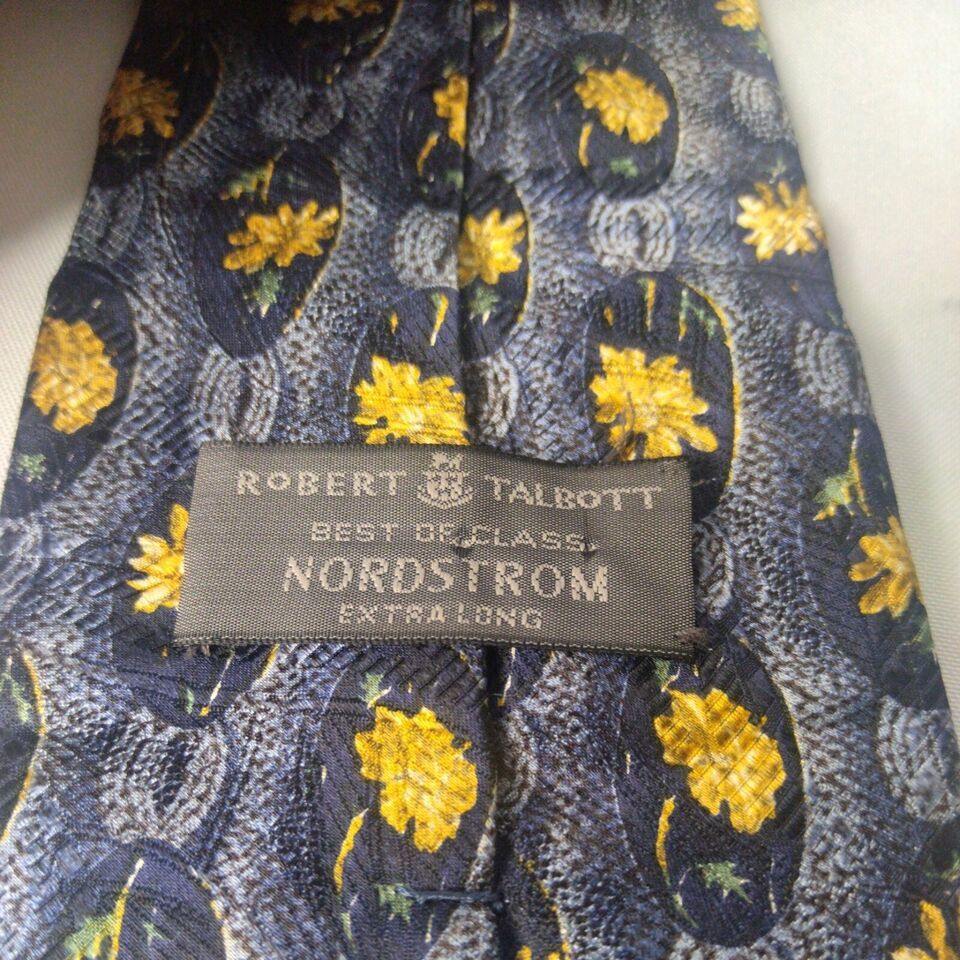 ROBERT TALBOTT
BEST OF CLASS
NORDSTROM
EXTRA LONG